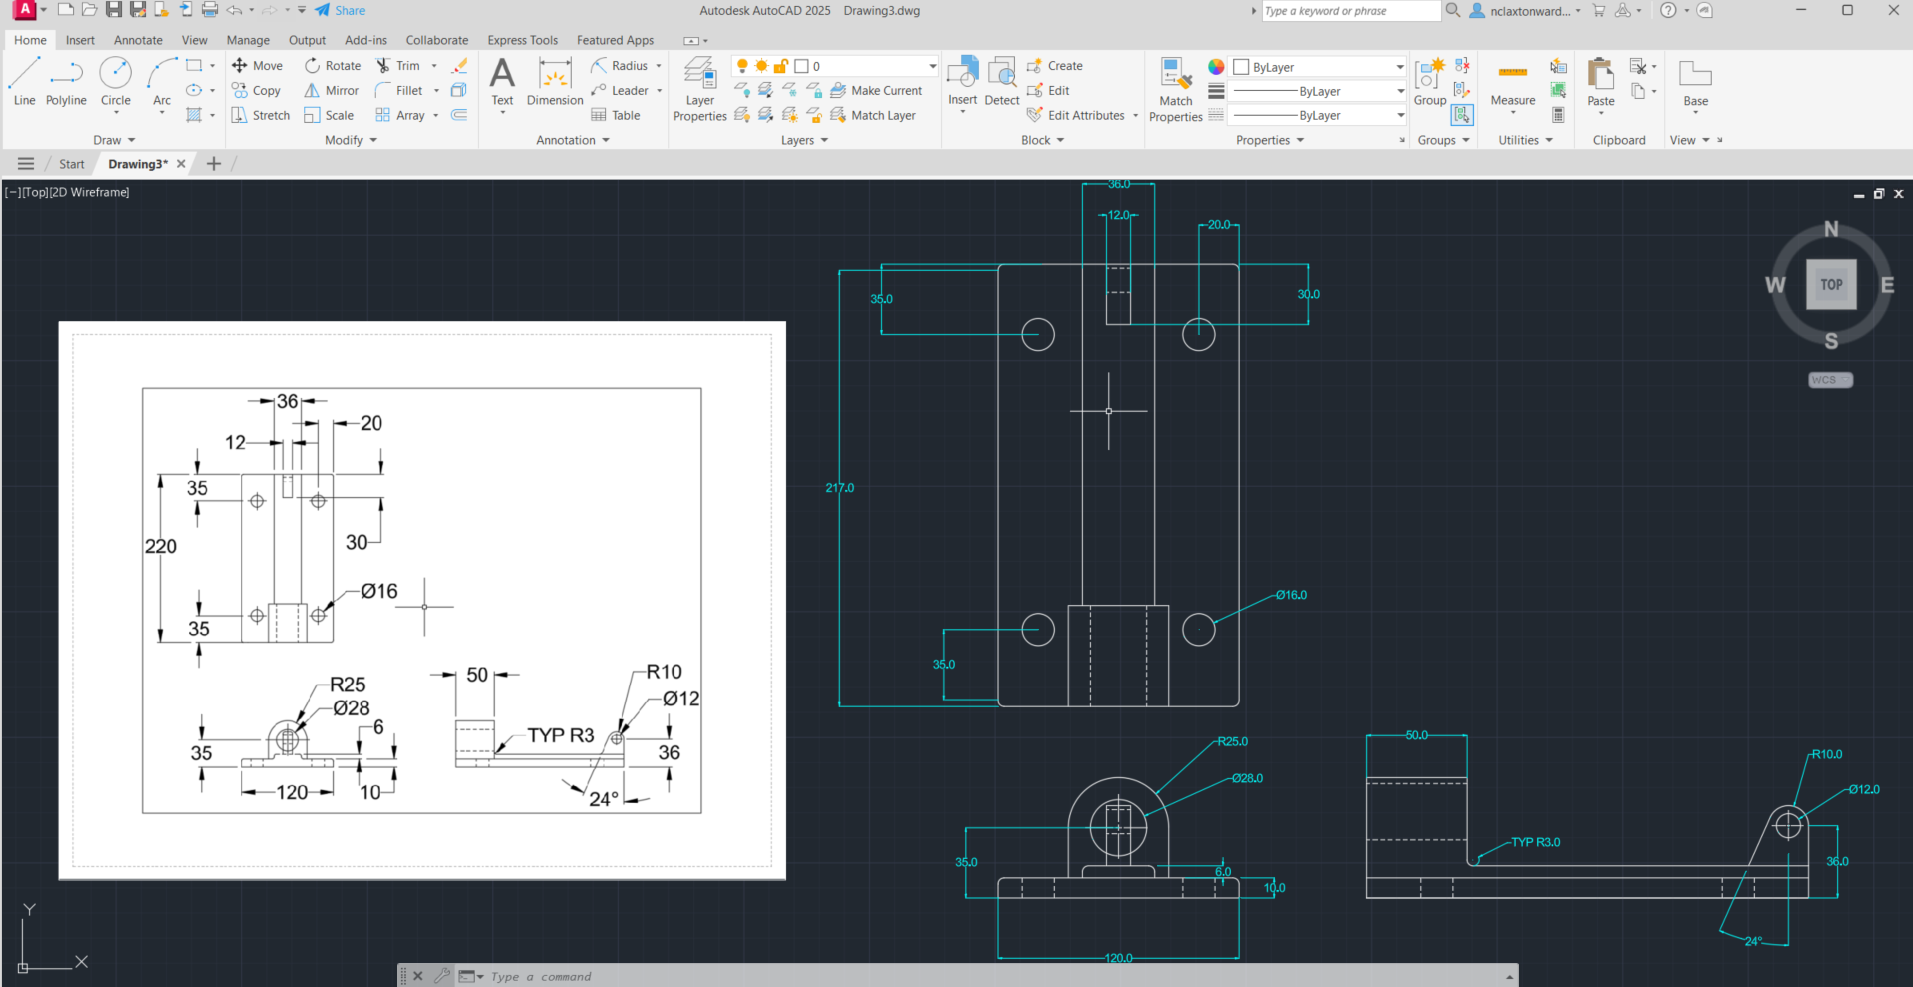 A Share Autodesk AutoCAD 2025 Drawing3.dwg Type a keyword or phrase nclaxtonward...
Home Insert Annotate View Manage Output Add-ins Collaborate Express Tools Featured Apps
Line Polyline Circle Arc
Move Rotate Trim
Copy Mirror Fillet
Stretch Scale Array
Text Dimension
Radius
Leader
Table
Layer Properties
0
Make Current
Match Layer
Insert Detect
Create
Edit
Edit Attributes
Match Properties
ByLayer
ByLayer
ByLayer
Group Measure Paste Base
Draw Modify Annotation Layers Block Properties Groups Utilities Clipboard View
Start Drawing3*
[−][Top][2D Wireframe]
N
W TOP E
S
WCS
36
20
12
35
220
30
Ø16
35
R25
Ø28
6
35
120
10
50
R10
Ø12
TYP R3
36
24°
36.0
12.0
20.0
35.0
30.0
217.0
Ø16.0
35.0
R25.0
Ø28.0
35.0
6.0
10.0
120.0
50.0
R10.0
Ø12.0
TYP R3.0
36.0
24°
Y
X
Type a command